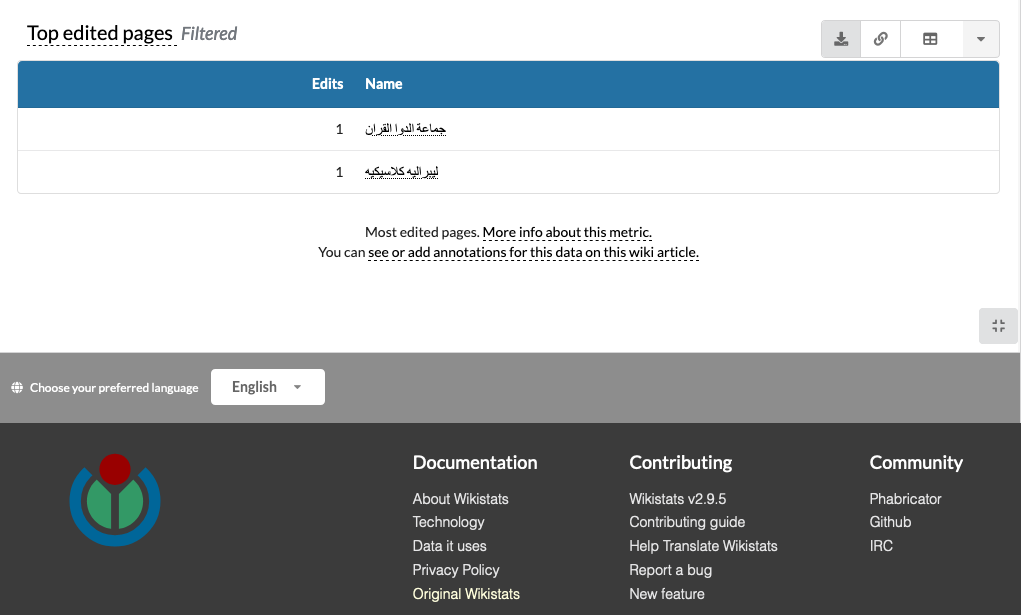 Top edited pages Filtered
Edits Name
1 جماعة الدوا القران
1 ليبراليه كلاسيكيه
Most edited pages. More info about this metric.
You can see or add annotations for this data on this wiki article.
Choose your preferred language English
Documentation
About Wikistats
Technology
Data it uses
Privacy Policy
Original Wikistats
Contributing
Wikistats v2.9.5
Contributing guide
Help Translate Wikistats
Report a bug
New feature
Community
Phabricator
Github
IRC